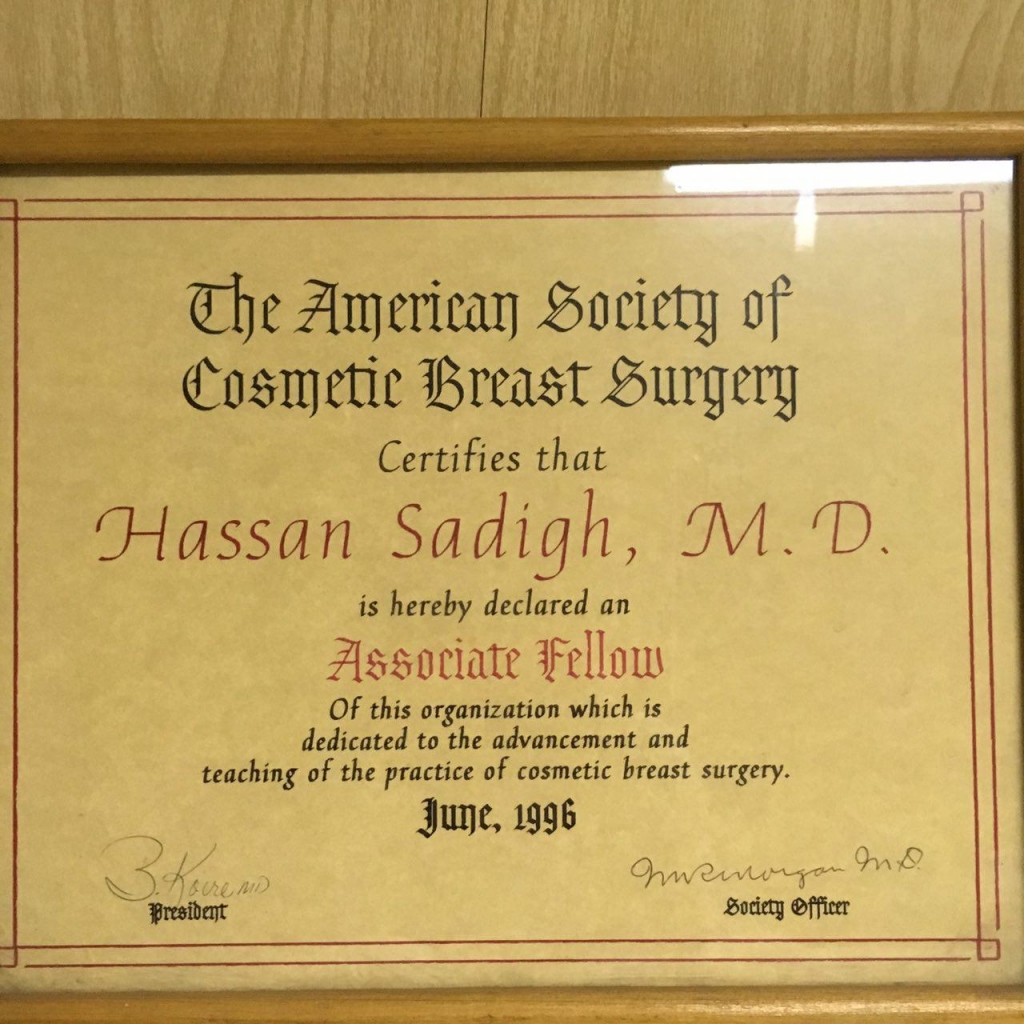 The American Society of
Cosmetic Breast Surgery
Certifies that
Hassan Sadigh, M.D.
is hereby declared an
Associate Fellow
Of this organization which is
dedicated to the advancement and
teaching of the practice of cosmetic breast surgery.
June, 1996
President
Society Officer